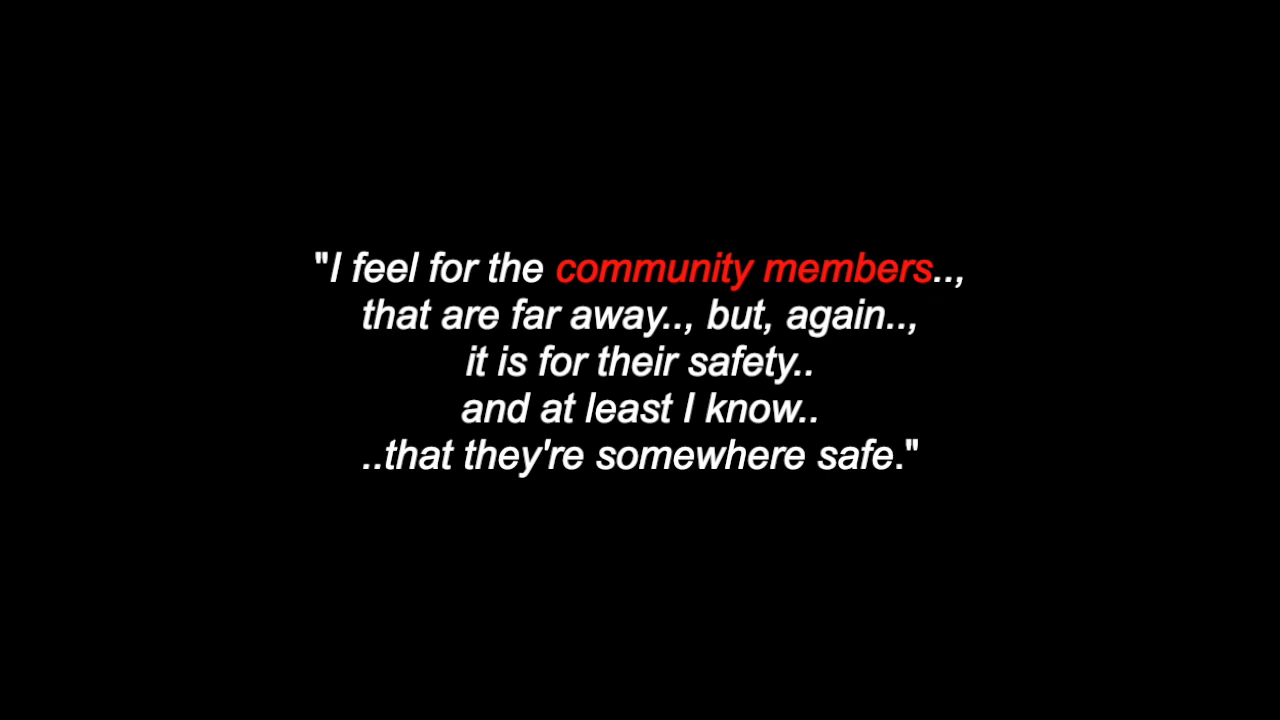 "I feel for the community members..,
that are far away.., but, again..,
it is for their safety..
and at least I know..
..that they're somewhere safe."